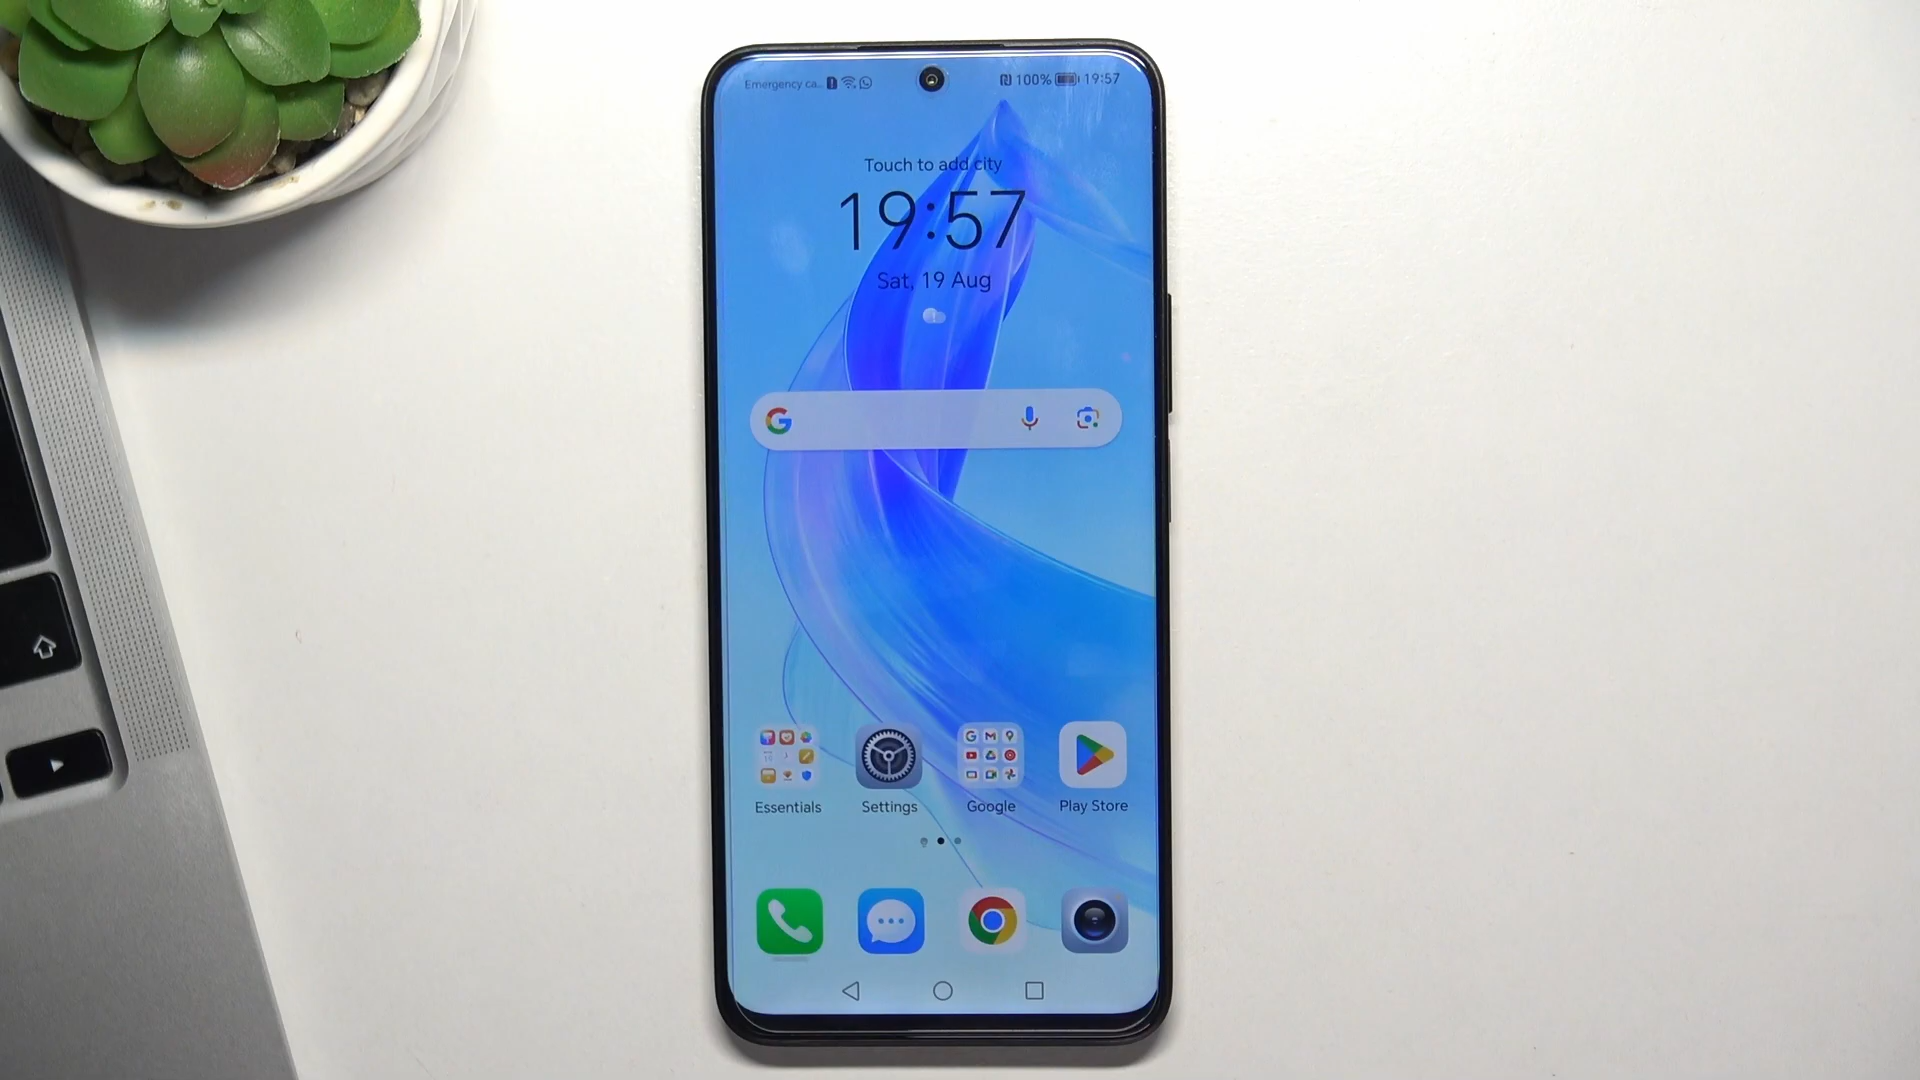 Emergency ca... 100% 19:57
Touch to add city
19:57
Sat, 19 Aug
Essentials Settings Google Play Store